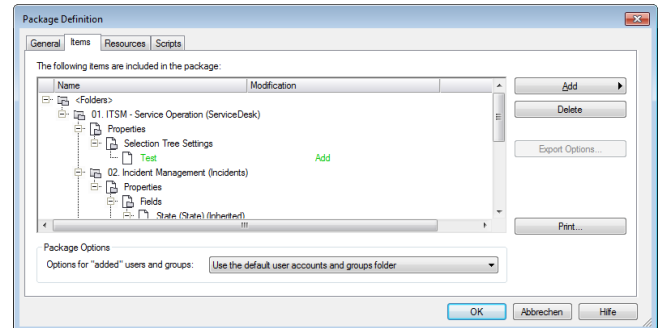 Package Definition
General Items Resources Scripts
The following items are included in the package:
Name Modification
<Folders>
01. ITSM - Service Operation (ServiceDesk)
Properties
Selection Tree Settings
Test Add
02. Incident Management (Incidents)
Properties
Fields
State (State) (Inherited)
Add
Delete
Export Options...
Print...
Package Options
Options for "added" users and groups: Use the default user accounts and groups folder
OK Abbrechen Hilfe